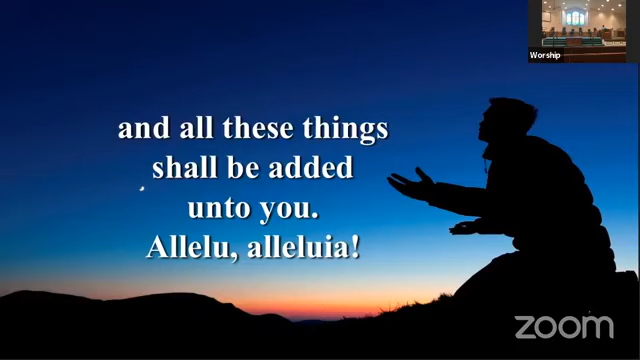 Worship
and all these things
shall be added
unto you.
Allelu, alleluia!
zoom